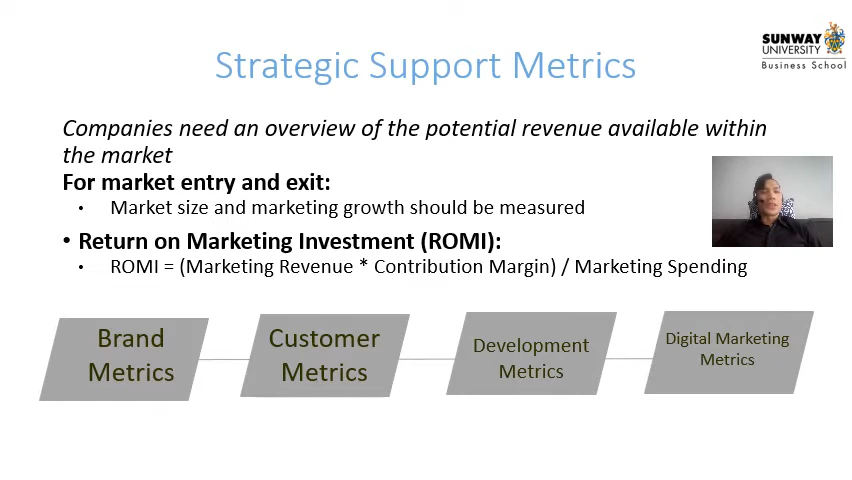 SUNWAY
UNIVERSITY
Business School
Strategic Support Metrics
Companies need an overview of the potential revenue available within
the market
For market entry and exit:
• Market size and marketing growth should be measured
• Return on Marketing Investment (ROMI):
• ROMI = (Marketing Revenue * Contribution Margin) / Marketing Spending
Brand
Metrics
Customer
Metrics
Development
Metrics
Digital Marketing
Metrics